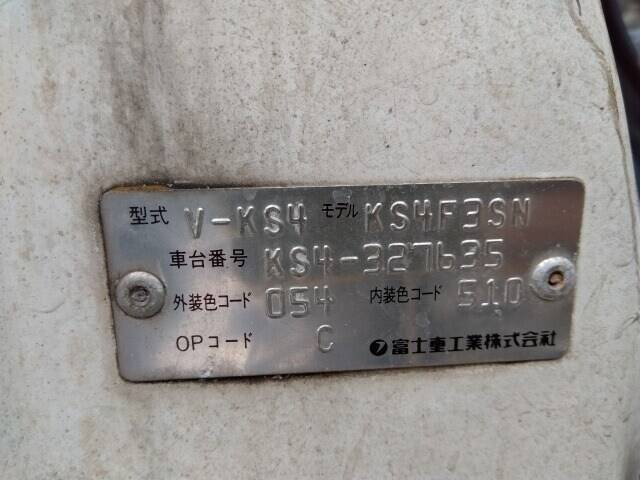 型式 V-KS4 モデル KS4F3SN
車台番号 KS4-327635
外装色コード 054 内装色コード 510
OPコード C 富士重工業株式会社